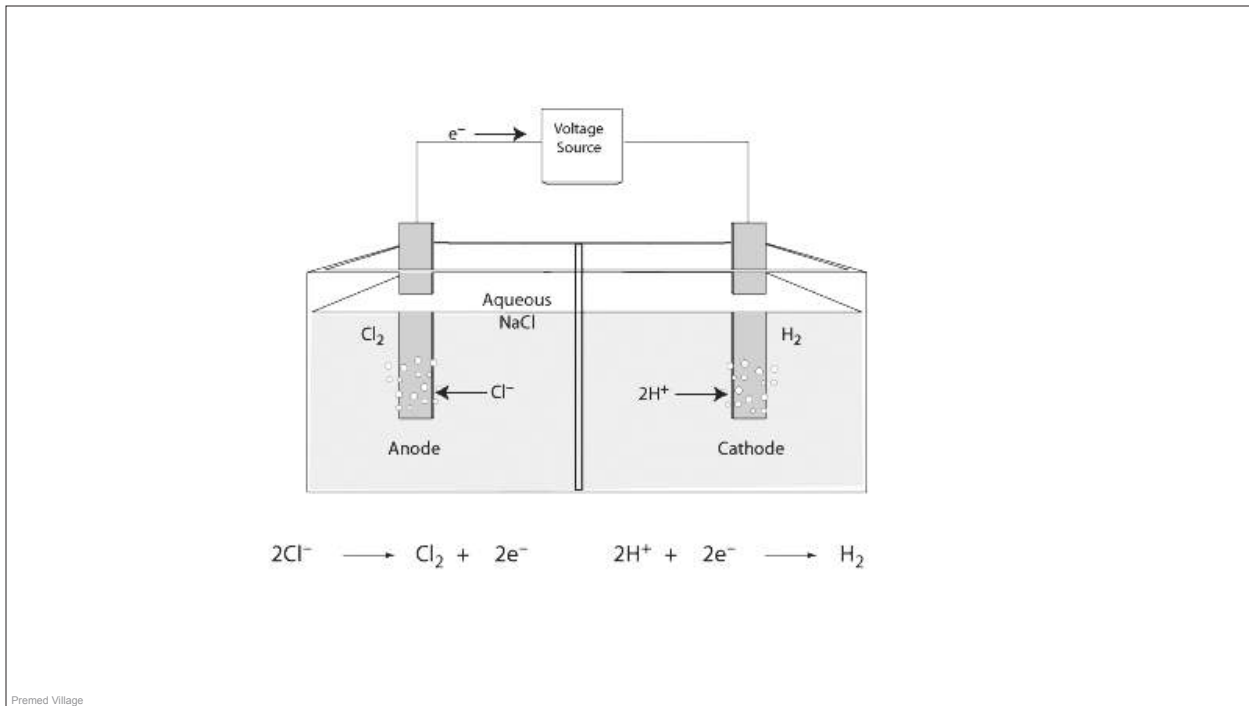 e⁻
Voltage
Source
Aqueous
NaCl
Cl₂
H₂
Cl⁻
2H⁺
Anode
Cathode
2Cl⁻ → Cl₂ + 2e⁻
2H⁺ + 2e⁻ → H₂
Premed Village